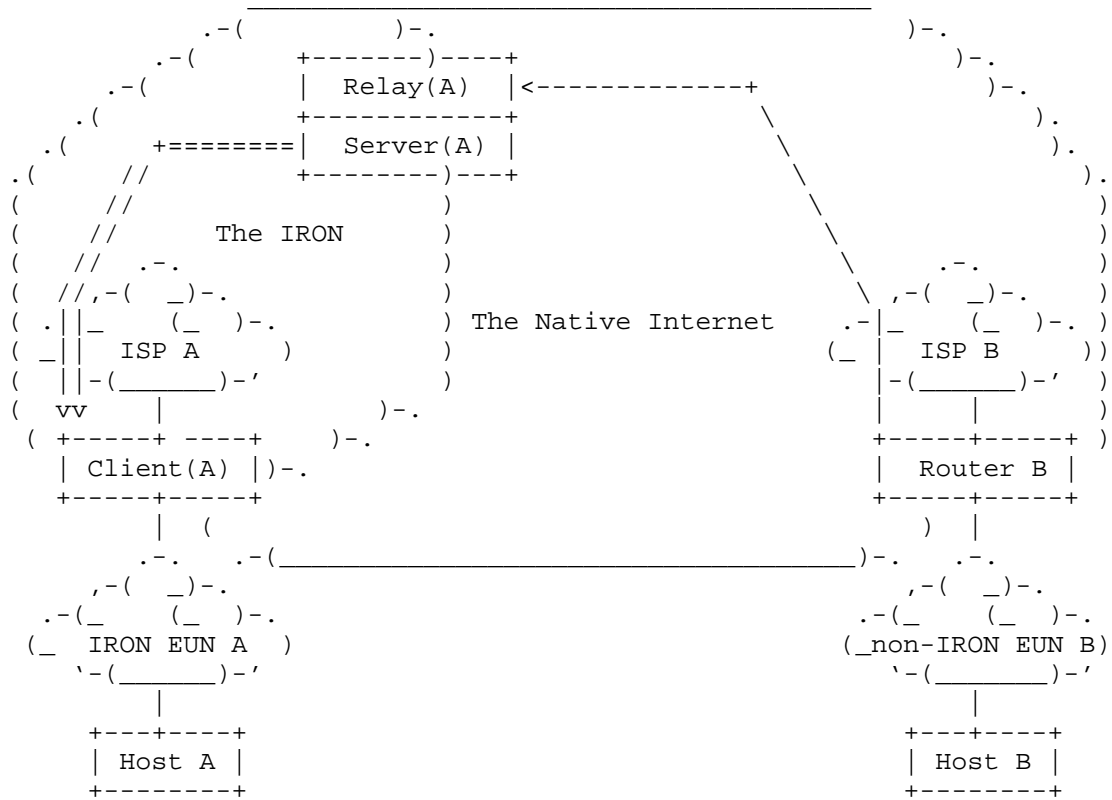 Relay(A)
Server(A)
The IRON
The Native Internet
ISP A
ISP B
Client(A)
Router B
IRON EUN A
non-IRON EUN B
Host A
Host B